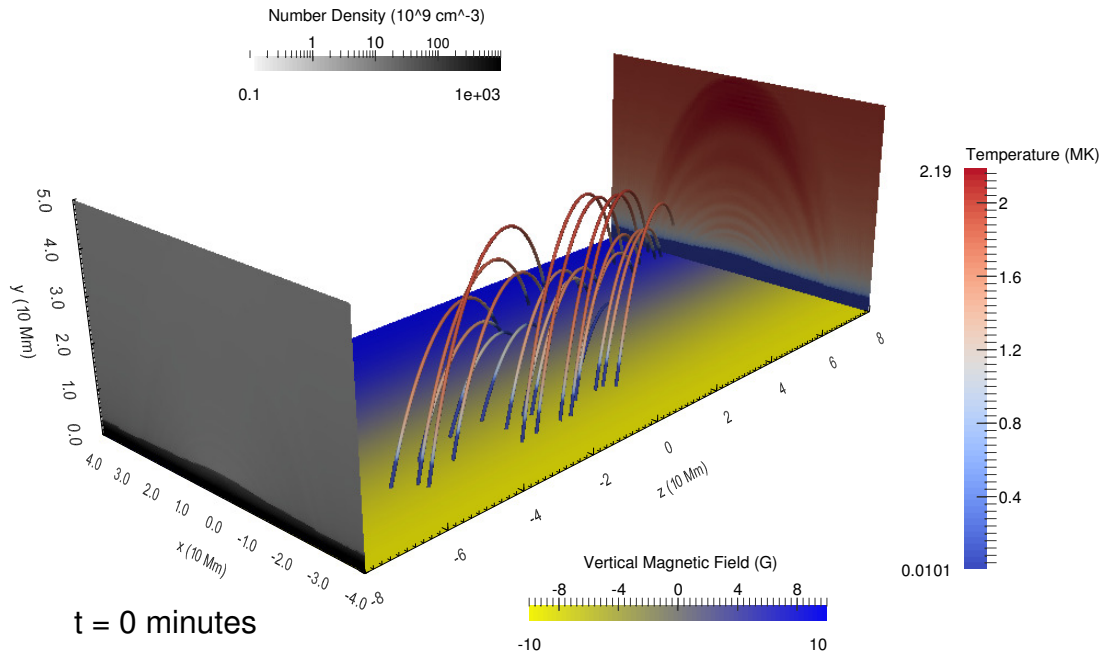 Number Density (10^9 cm^-3)
1 10 100
0.1 1e+03
Temperature (MK)
2.19
2
1.6
1.2
0.8
0.4
0.0101
5.0
4.0
3.0
2.0
1.0
0.0
y (10 Mm)
4.0 3.0 2.0 1.0 0.0 -1.0 -2.0 -3.0 -4.0
x (10 Mm)
-8 -6 -4 -2 0 2 4 6 8
z (10 Mm)
Vertical Magnetic Field (G)
-8 -4 0 4 8
-10 10
t = 0 minutes